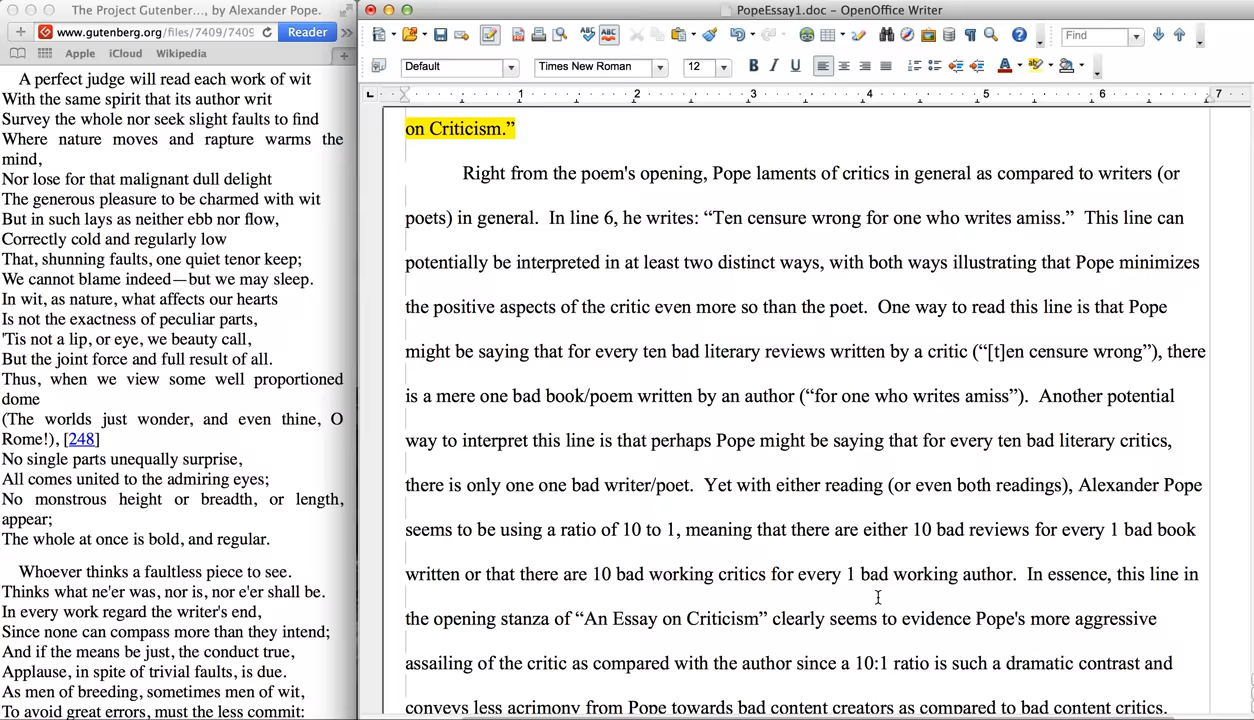 The Project Gutenber..., by Alexander Pope.
www.gutenberg.org/files/7409/7409
Reader
Apple iCloud Wikipedia
A perfect judge will read each work of wit
With the same spirit that its author writ
Survey the whole nor seek slight faults to find
Where nature moves and rapture warms the
mind,
Nor lose for that malignant dull delight
The generous pleasure to be charmed with wit
But in such lays as neither ebb nor flow,
Correctly cold and regularly low
That, shunning faults, one quiet tenor keep;
We cannot blame indeed—but we may sleep.
In wit, as nature, what affects our hearts
Is not the exactness of peculiar parts,
'Tis not a lip, or eye, we beauty call,
But the joint force and full result of all.
Thus, when we view some well proportioned
dome
(The worlds just wonder, and even thine, O
Rome!), [248]
No single parts unequally surprise,
All comes united to the admiring eyes;
No monstrous height or breadth, or length,
appear;
The whole at once is bold, and regular.
Whoever thinks a faultless piece to see.
Thinks what ne'er was, nor is, nor e'er shall be.
In every work regard the writer's end,
Since none can compass more than they intend;
And if the means be just, the conduct true,
Applause, in spite of trivial faults, is due.
As men of breeding, sometimes men of wit,
To avoid great errors, must the less commit:
PopeEssay1.doc – OpenOffice Writer
ABC ABC Find
Default Times New Roman 12 B I U A
1 2 3 4 5 6 7
on Criticism.”
Right from the poem's opening, Pope laments of critics in general as compared to writers (or
poets) in general. In line 6, he writes: “Ten censure wrong for one who writes amiss.” This line can
potentially be interpreted in at least two distinct ways, with both ways illustrating that Pope minimizes
the positive aspects of the critic even more so than the poet. One way to read this line is that Pope
might be saying that for every ten bad literary reviews written by a critic (“[t]en censure wrong”), there
is a mere one bad book/poem written by an author (“for one who writes amiss”). Another potential
way to interpret this line is that perhaps Pope might be saying that for every ten bad literary critics,
there is only one one bad writer/poet. Yet with either reading (or even both readings), Alexander Pope
seems to be using a ratio of 10 to 1, meaning that there are either 10 bad reviews for every 1 bad book
written or that there are 10 bad working critics for every 1 bad working author. In essence, this line in
the opening stanza of “An Essay on Criticism” clearly seems to evidence Pope's more aggressive
assailing of the critic as compared with the author since a 10:1 ratio is such a dramatic contrast and
conveys less acrimony from Pope towards bad content creators as compared to bad content critics.